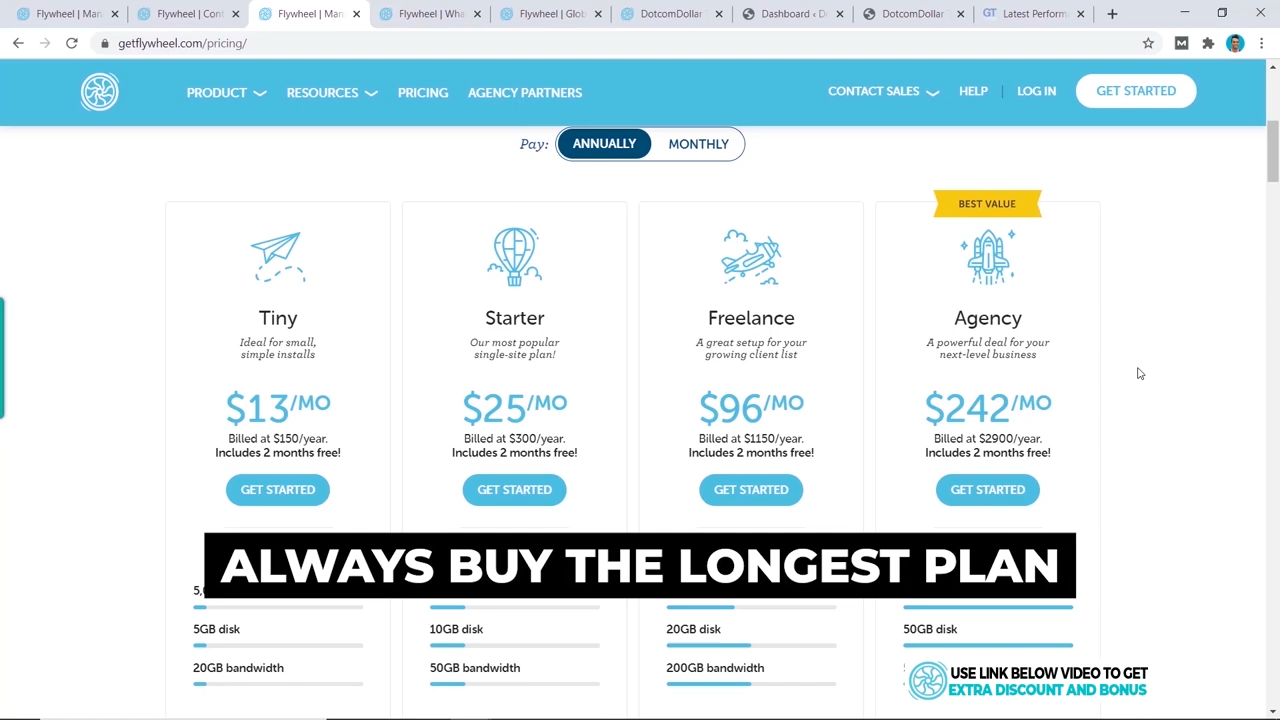 Flywheel | Man
Flywheel | Cont
Flywheel | Man
Flywheel | Wha
Flywheel | Glob
DotcomDollar T
Dashboard ‹ De
DotcomDollar T
GT Latest Performa
getflywheel.com/pricing/
PRODUCT RESOURCES PRICING AGENCY PARTNERS CONTACT SALES HELP | LOG IN GET STARTED
Pay: ANNUALLY MONTHLY
BEST VALUE
Tiny
Ideal for small,
simple installs
$13/MO
Billed at $150/year.
Includes 2 months free!
GET STARTED
5GB disk
20GB bandwidth
Starter
Our most popular
single-site plan!
$25/MO
Billed at $300/year.
Includes 2 months free!
GET STARTED
10GB disk
50GB bandwidth
Freelance
A great setup for your
growing client list
$96/MO
Billed at $1150/year.
Includes 2 months free!
GET STARTED
20GB disk
200GB bandwidth
Agency
A powerful deal for your
next-level business
$242/MO
Billed at $2900/year.
Includes 2 months free!
GET STARTED
50GB disk
ALWAYS BUY THE LONGEST PLAN
USE LINK BELOW VIDEO TO GET
EXTRA DISCOUNT AND BONUS